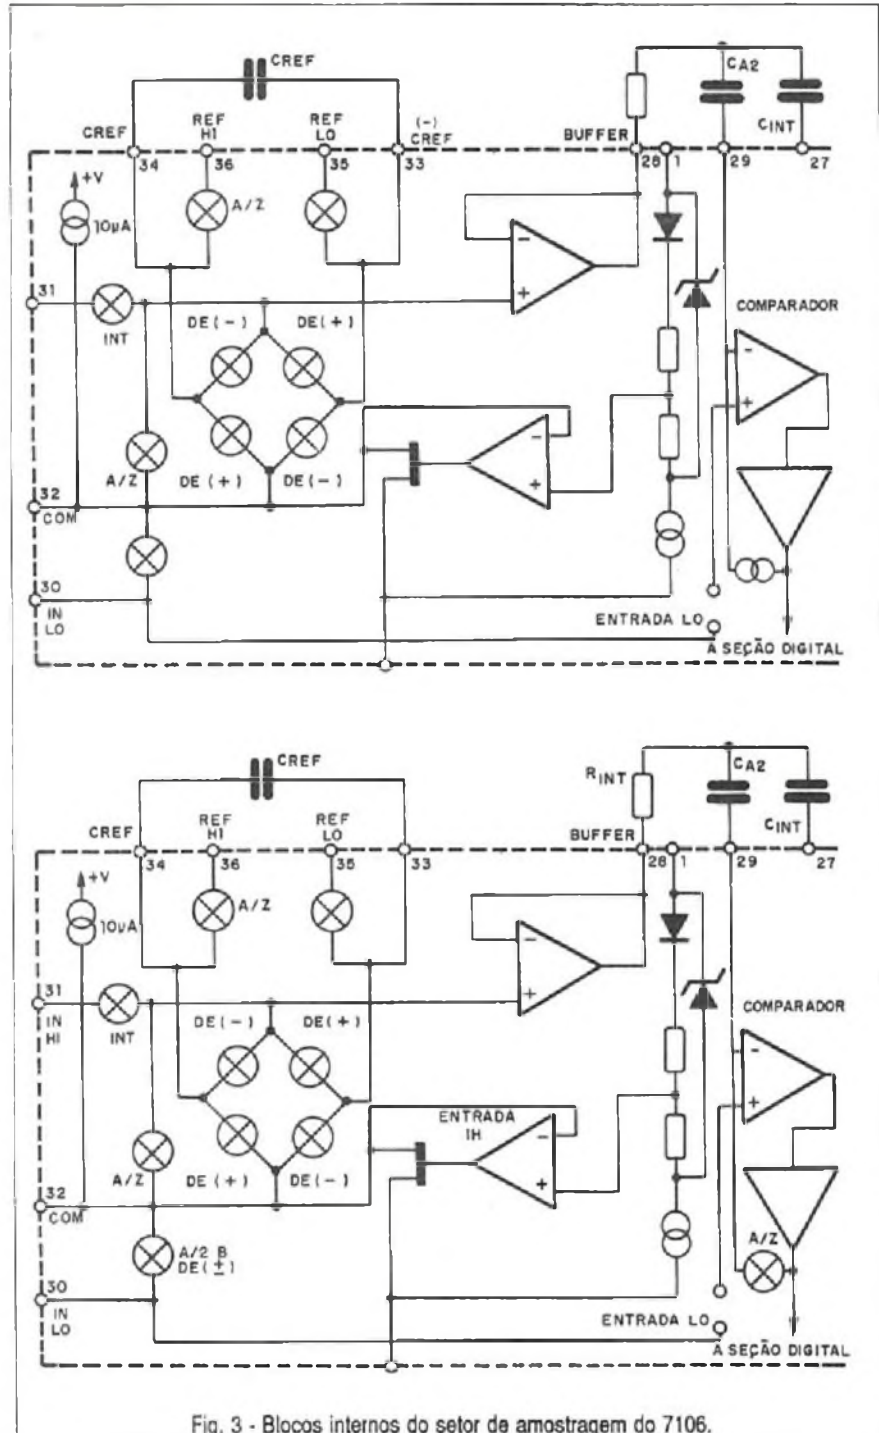 CREF
CA2
CINT
CREF
REF HI
REF LO
(-) CREF
BUFFER
34
36
35
33
28
1
29
27
+V
10µA
A/Z
31
INT
DE(-)
DE(+)
COMPARADOR
-
+
-
+
-
+
A/Z
DE(+)
DE(-)
32
COM
30
IN LO
ENTRADA LO
A SEÇÃO DIGITAL
CREF
RINT
CA2
CINT
CREF
REF HI
REF LO
BUFFER
34
36
35
33
28
1
29
27
+V
10µA
A/Z
31
IN HI
INT
DE(-)
DE(+)
COMPARADOR
-
+
-
+
ENTRADA IH
-
+
A/Z
DE(+)
DE(-)
32
COM
A/2 B
DE(±)
A/Z
30
IN LO
ENTRADA LO
A SEÇÃO DIGITAL
Fig. 3 - Blocos internos do setor de amostragem do 7106.